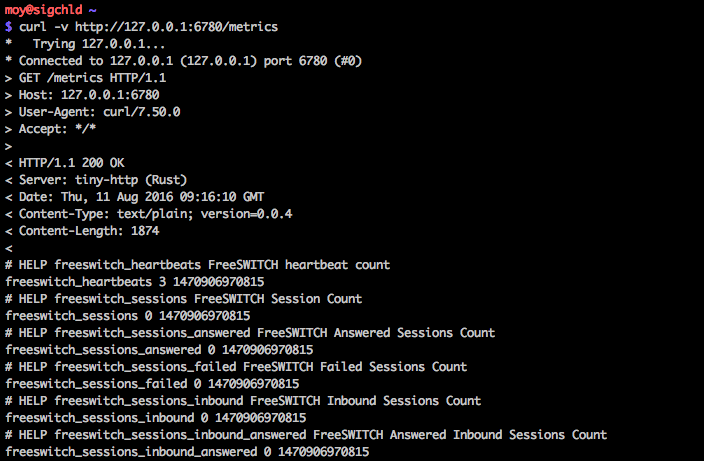 moy@sigchld ~
$ curl -v http://127.0.0.1:6780/metrics
*   Trying 127.0.0.1...
* Connected to 127.0.0.1 (127.0.0.1) port 6780 (#0)
> GET /metrics HTTP/1.1
> Host: 127.0.0.1:6780
> User-Agent: curl/7.50.0
> Accept: */*
>
< HTTP/1.1 200 OK
< Server: tiny-http (Rust)
< Date: Thu, 11 Aug 2016 09:16:10 GMT
< Content-Type: text/plain; version=0.0.4
< Content-Length: 1874
<
# HELP freeswitch_heartbeats FreeSWITCH heartbeat count
freeswitch_heartbeats 3 1470906970815
# HELP freeswitch_sessions FreeSWITCH Session Count
freeswitch_sessions 0 1470906970815
# HELP freeswitch_sessions_answered FreeSWITCH Answered Sessions Count
freeswitch_sessions_answered 0 1470906970815
# HELP freeswitch_sessions_failed FreeSWITCH Failed Sessions Count
freeswitch_sessions_failed 0 1470906970815
# HELP freeswitch_sessions_inbound FreeSWITCH Inbound Sessions Count
freeswitch_sessions_inbound 0 1470906970815
# HELP freeswitch_sessions_inbound_answered FreeSWITCH Answered Inbound Sessions Count
freeswitch_sessions_inbound_answered 0 1470906970815